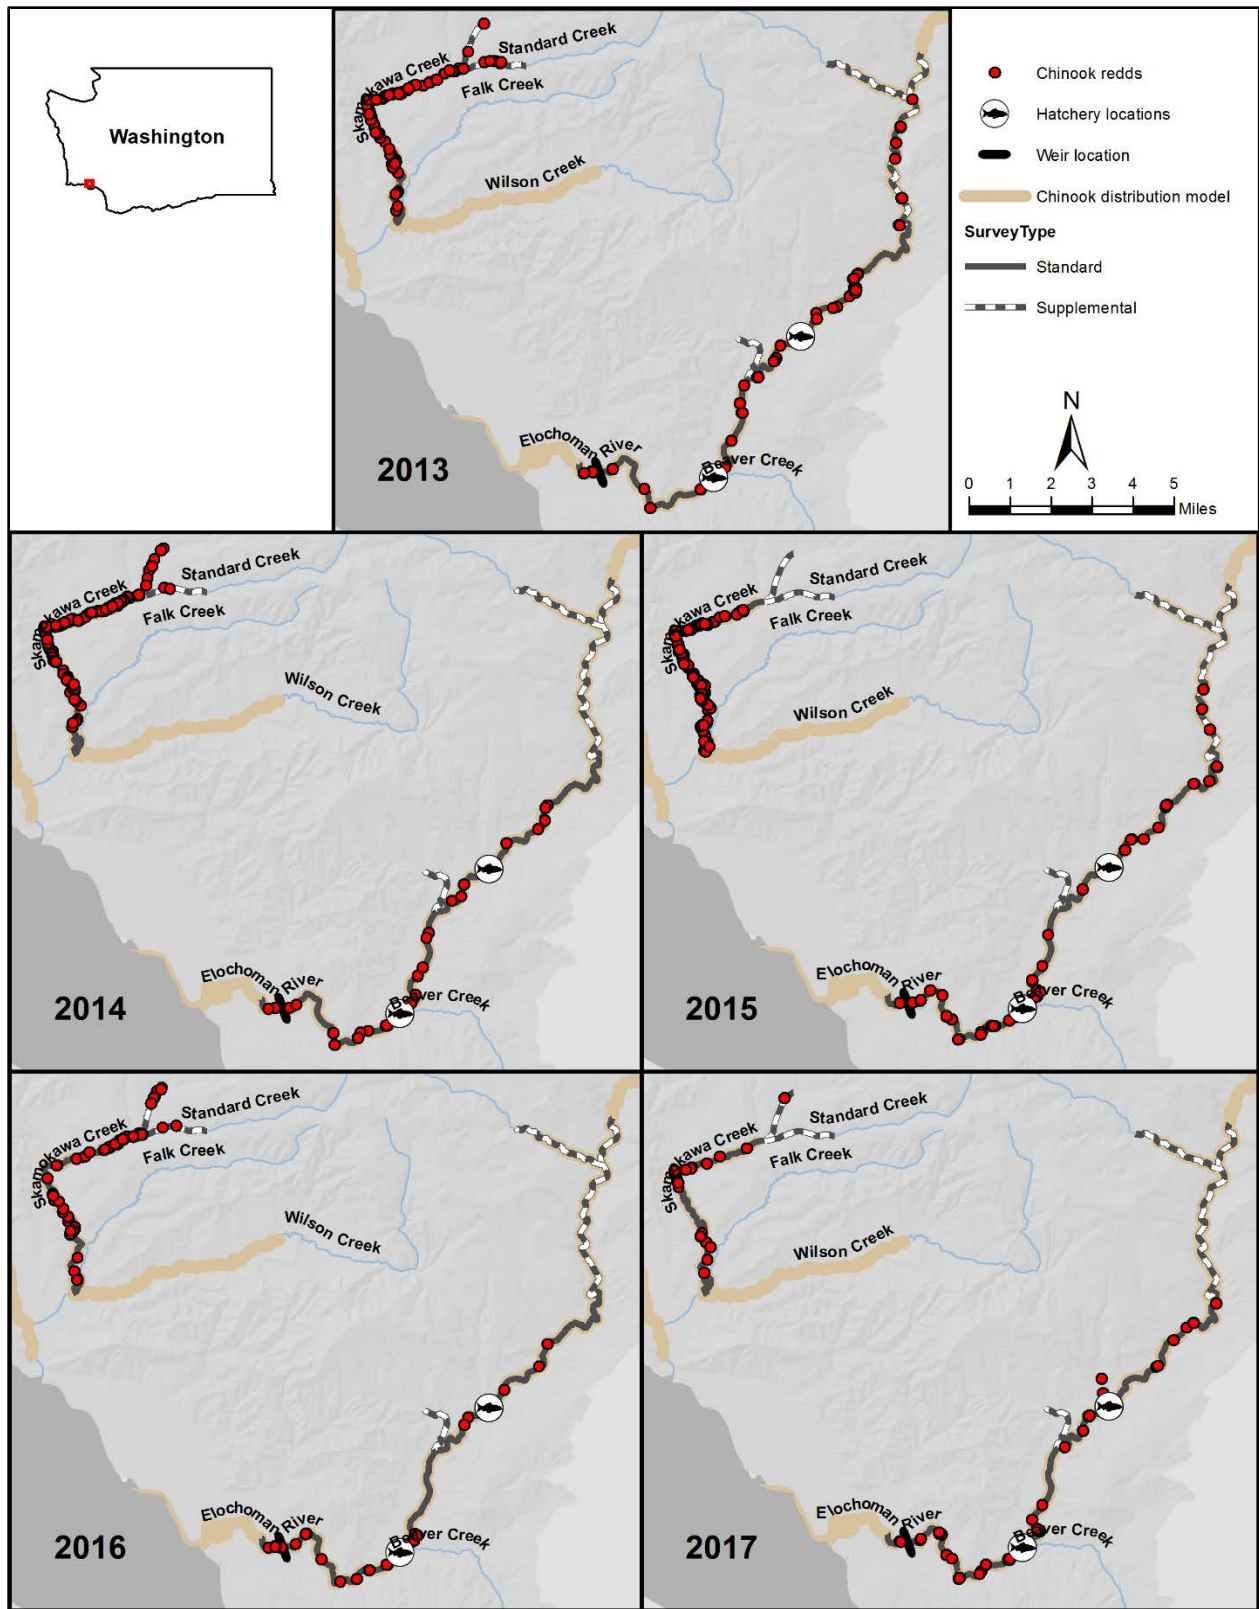 Washington
Standard Creek
Skamokawa Creek
Falk Creek
Wilson Creek
Elochoman River
Beaver Creek
2013
Chinook redds
Hatchery locations
Weir location
Chinook distribution model
SurveyType
Standard
Supplemental
N
0 1 2 3 4 5
Miles
Standard Creek
Skamokawa Creek
Falk Creek
Wilson Creek
Elochoman River
Beaver Creek
2014
Standard Creek
Skamokawa Creek
Falk Creek
Wilson Creek
Elochoman River
Beaver Creek
2015
Standard Creek
Skamokawa Creek
Falk Creek
Wilson Creek
Elochoman River
Beaver Creek
2016
Standard Creek
Skamokawa Creek
Falk Creek
Wilson Creek
Elochoman River
Beaver Creek
2017